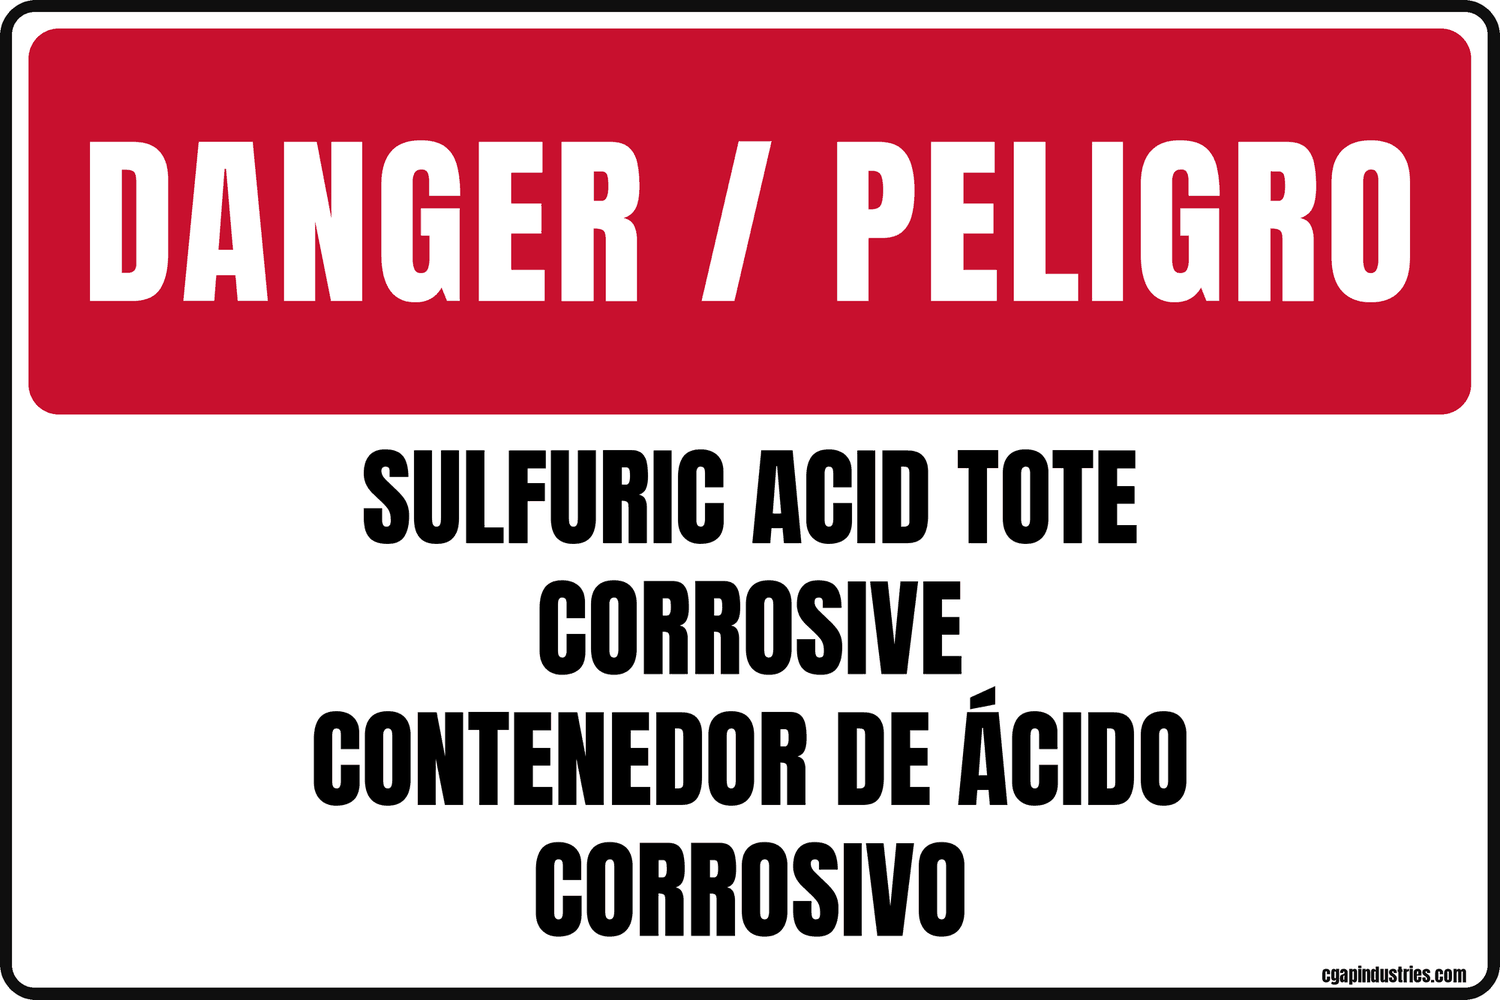 DANGER / PELIGRO
SULFURIC ACID TOTE
CORROSIVE
CONTENEDOR DE ÁCIDO
CORROSIVO
cgapindustries.com